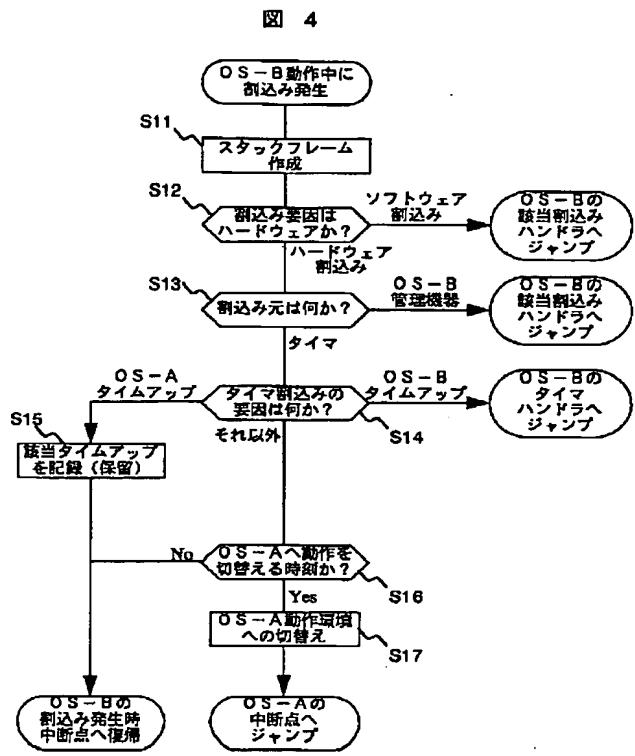 図 4
OS-B動作中に
割込み発生
S11
スタックフレーム
作成
S12
割込み要因は
ハードウェアか?
ソフトウェア
割込み
OS-Bの
該当割込み
ハンドラへ
ジャンプ
ハードウェア
割込み
S13
割込み元は何か?
OS-B
管理機器
OS-Bの
該当割込み
ハンドラへ
ジャンプ
タイマ
OS-A
タイムアップ
タイマ割込みの
要因は何か?
OS-B
タイムアップ
OS-Bの
タイマ
ハンドラへ
ジャンプ
S14
S15
該当タイムアップ
を記録(保留)
それ以外
No
OS-Aへ動作を
切替える時刻か?
S16
Yes
OS-A動作環境
への切替え
S17
OS-Bの
割込み発生時
中断点へ復帰
OS-Aの
中断点へ
ジャンプ